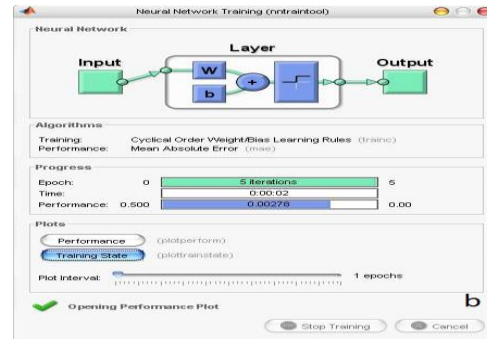 Neural Network Training (nntraintool)
Neural Network
Layer
Input
Output
W
b
+
Algorithms
Training: Cyclical Order Weight/Bias Learning Rules (trainc)
Performance: Mean Absolute Error (mae)
Progress
Epoch: 0 5 iterations 5
Time: 0:00:02
Performance: 0.500 0.00278 0.00
Plots
Performance (plotperform)
Training State (plottrainstate)
Plot Interval: 1 epochs
Opening Performance Plot
b
Stop Training Cancel